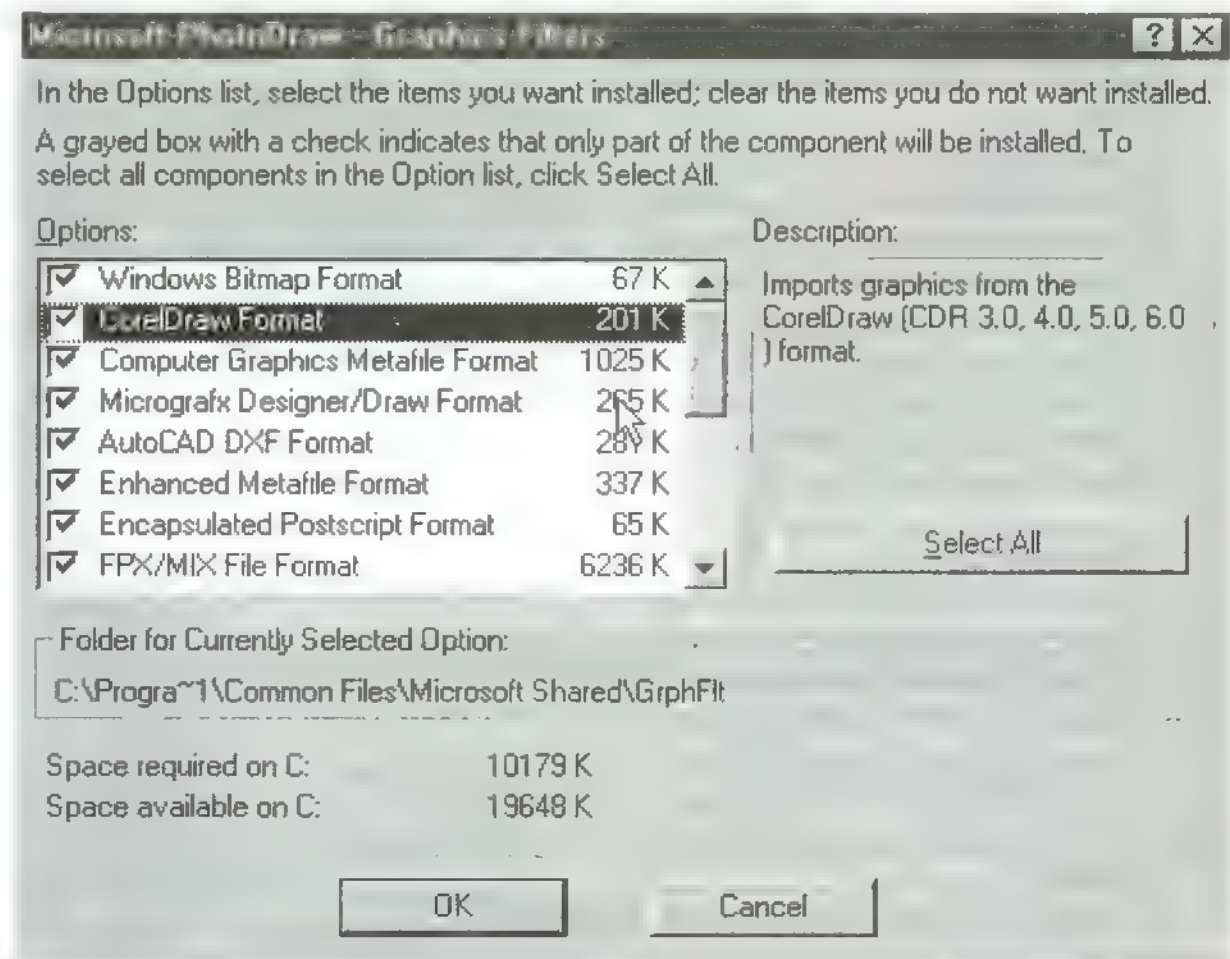 Microsoft PhotoDraw - Graphics Filters
In the Options list, select the items you want installed; clear the items you do not want installed.
A grayed box with a check indicates that only part of the component will be installed. To
select all components in the Option list, click Select All.
Options:
Description:
Windows Bitmap Format 67 K
CorelDraw Format 201 K
Computer Graphics Metafile Format 1025 K
Micrografx Designer/Draw Format 265 K
AutoCAD DXF Format K
Enhanced Metafile Format 337 K
Encapsulated Postscript Format 65 K
FPX/MIX File Format 6236 K
Imports graphics from the
CorelDraw (CDR 3.0, 4.0, 5.0, 6.0
) format.
Select All
Folder for Currently Selected Option:
C:\Progra~1\Common Files\Microsoft Shared\GrphFlt
Space required on C: 10179 K
Space available on C: 19648 K
OK Cancel